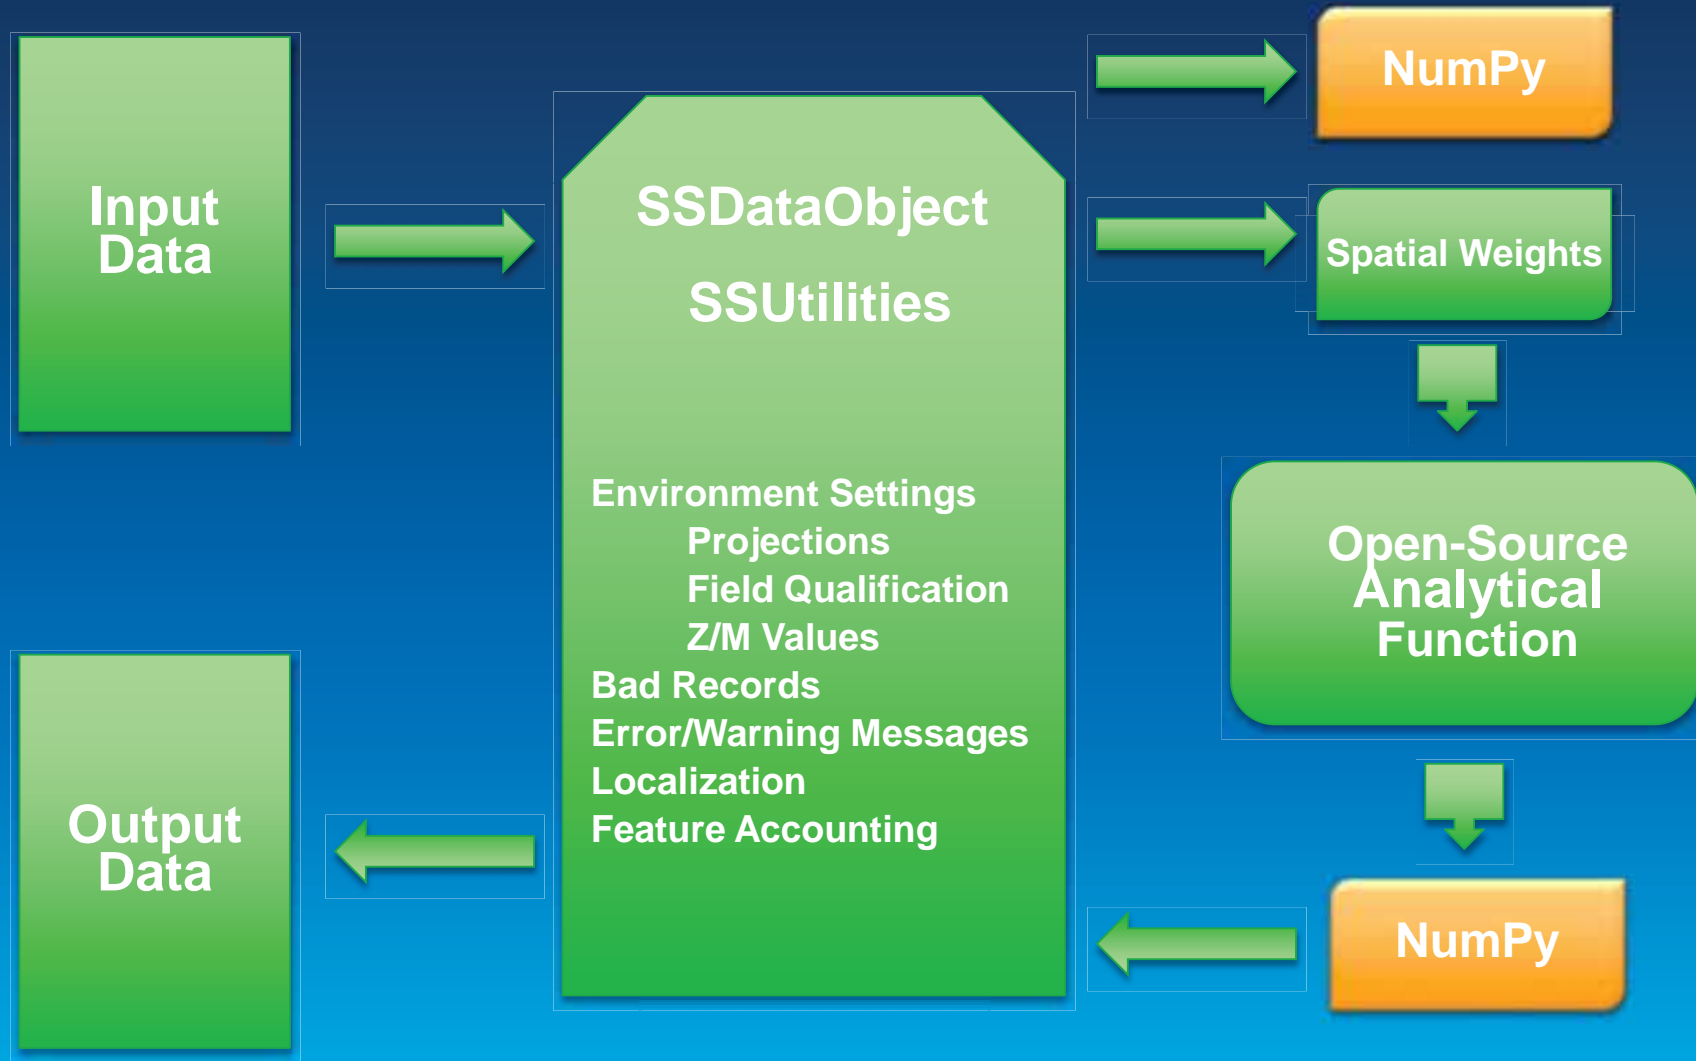 Input
Data
SSDataObject
SSUtilities
Environment Settings
Projections
Field Qualification
Z/M Values
Bad Records
Error/Warning Messages
Localization
Feature Accounting
NumPy
Spatial Weights
Open-Source
Analytical
Function
NumPy
Output
Data